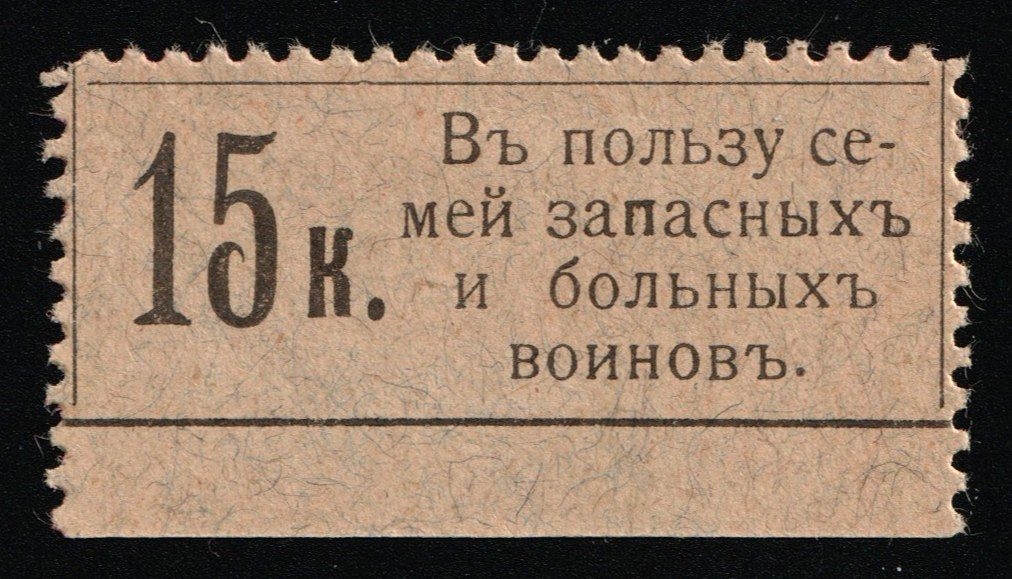 15 к.
Въ пользу се-
мей запасныхъ
и больныхъ
воиновъ.